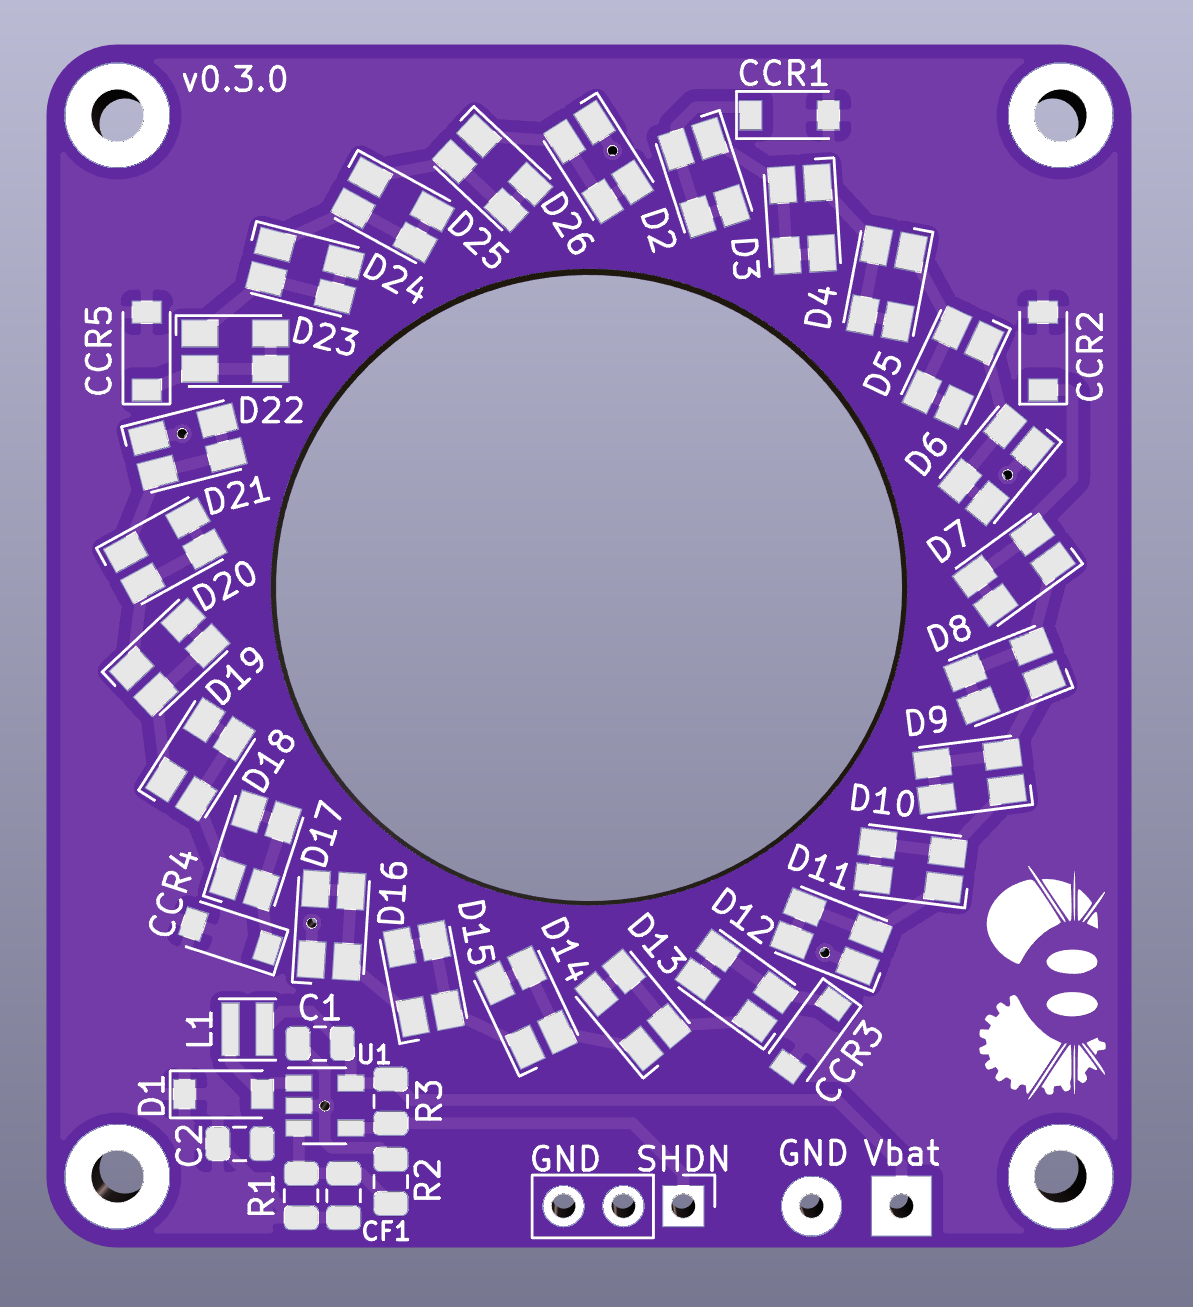 v0.3.0
CCR1
D26
D2
D3
D25
D24
D4
D23
CCR5
CCR2
D5
D22
D6
D21
D7
D20
D8
D19
D9
D18
D10
D17
D11
CCR4
D16
D12
D15
D14
D13
C1
L1
U1
CCR3
D1
R3
C2
GND
SHDN
GND
Vbat
R1
R2
CF1